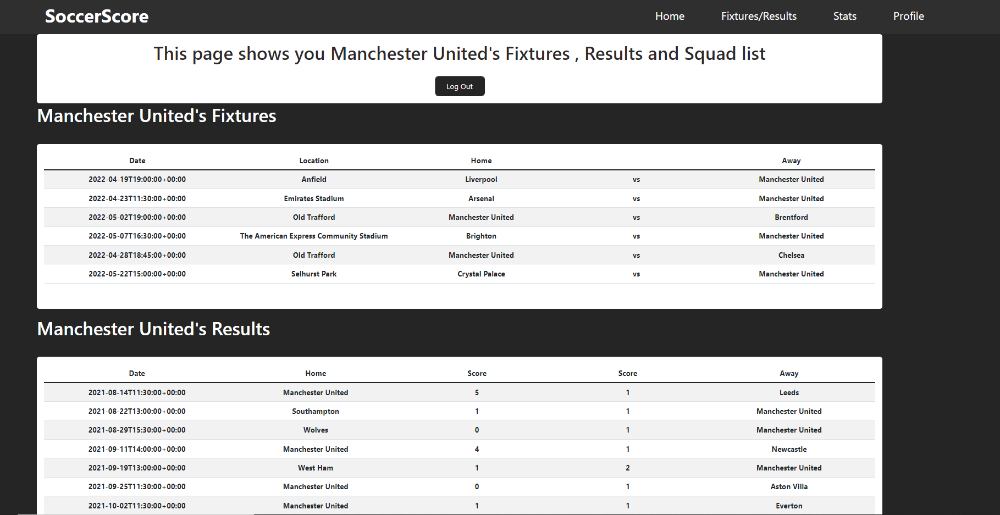 SoccerScore Home Fixtures/Results Stats Profile
This page shows you Manchester United's Fixtures , Results and Squad list
Log Out
Manchester United's Fixtures
Date Location Home Away
2022-04-19T19:00:00+00:00 Anfield Liverpool vs Manchester United
2022-04-23T11:30:00+00:00 Emirates Stadium Arsenal vs Manchester United
2022-05-02T19:00:00+00:00 Old Trafford Manchester United vs Brentford
2022-05-07T16:30:00+00:00 The American Express Community Stadium Brighton vs Manchester United
2022-04-28T18:45:00+00:00 Old Trafford Manchester United vs Chelsea
2022-05-22T15:00:00+00:00 Selhurst Park Crystal Palace vs Manchester United
Manchester United's Results
Date Home Score Score Away
2021-08-14T11:30:00+00:00 Manchester United 5 1 Leeds
2021-08-22T13:00:00+00:00 Southampton 1 1 Manchester United
2021-08-29T15:30:00+00:00 Wolves 0 1 Manchester United
2021-09-11T14:00:00+00:00 Manchester United 4 1 Newcastle
2021-09-19T13:00:00+00:00 West Ham 1 2 Manchester United
2021-09-25T11:30:00+00:00 Manchester United 0 1 Aston Villa
2021-10-02T11:30:00+00:00 Manchester United 1 1 Everton